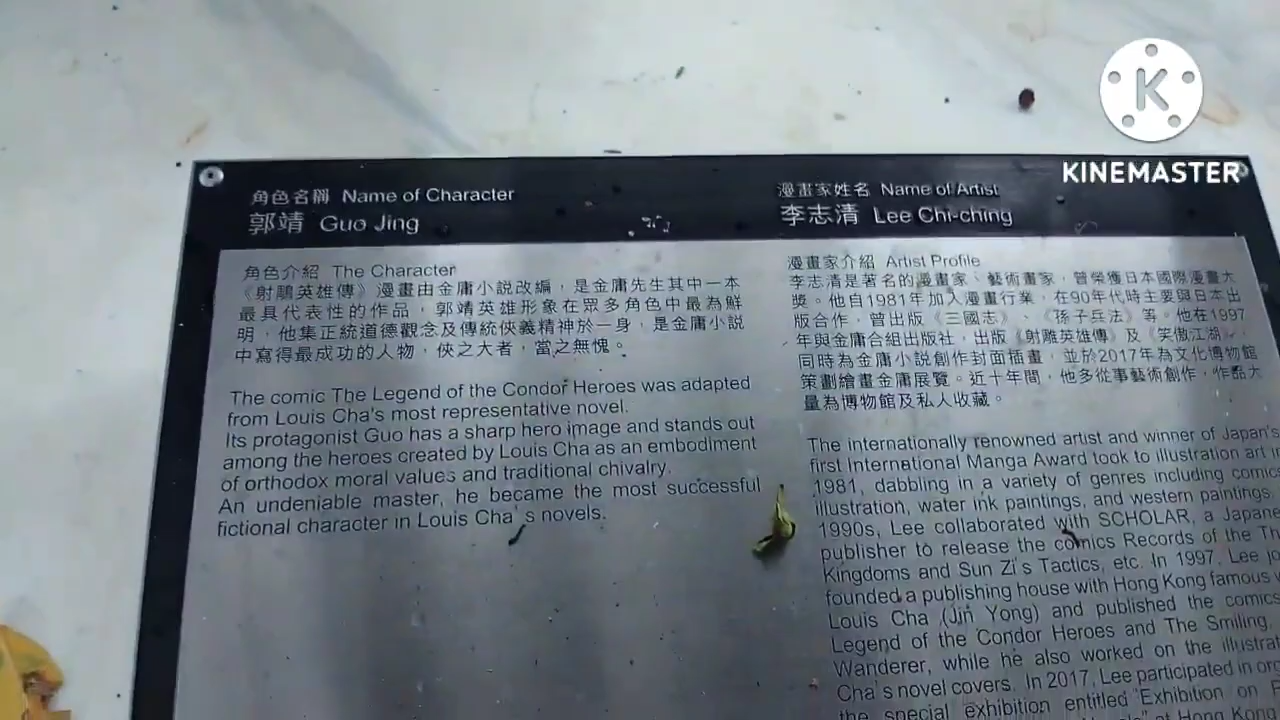 KINEMASTER
角色名稱 Name of Character
郭靖 Guo Jing
漫畫家姓名 Name of Artist
李志清 Lee Chi-ching
角色介紹 The Character
《射鵰英雄傳》漫畫由金庸小說改編，是金庸先生其中一本
最具代表性的作品，郭靖英雄形象在眾多角色中最為鮮
明，他集正統道德觀念及傳統俠義精神於一身，是金庸小說
中寫得最成功的人物，俠之大者，當之無愧。
The comic The Legend of the Condor Heroes was adapted
from Louis Cha's most representative novel.
Its protagonist Guo has a sharp hero image and stands out
among the heroes created by Louis Cha as an embodiment
of orthodox moral values and traditional chivalry.
An undeniable master, he became the most successful
fictional character in Louis Cha's novels.
漫畫家介紹 Artist Profile
李志清是著名的漫畫家、藝術畫家，曾榮獲日本國際漫畫大
獎。他自1981年加入漫畫行業，在90年代時主要與日本出
版合作，曾出版《三國志》、《孫子兵法》等。他在1997
年與金庸合組出版社，出版《射雕英雄傳》及《笑傲江湖》，
同時為金庸小說創作封面插畫，並於2017年為文化博物館
策劃繪畫金庸展覽。近十年間，他多從事藝術創作，作品大
量為博物館及私人收藏。
The internationally renowned artist and winner of Japan's
first International Manga Award took to illustration art in
1981, dabbling in a variety of genres including comics
illustration, water ink paintings, and western paintings.
1990s, Lee collaborated with SCHOLAR, a Japane
publisher to release the comics Records of the Th
Kingdoms and Sun Zi's Tactics, etc. In 1997, Lee jo
founded a publishing house with Hong Kong famous
Louis Cha (Jin Yong) and published the comics
Legend of the Condor Heroes and The Smiling,
Wanderer, while he also worked on the illustrat
Cha's novel covers. In 2017, Lee participated in org
the special exhibition entitled "Exhibition on
at Hong Kong